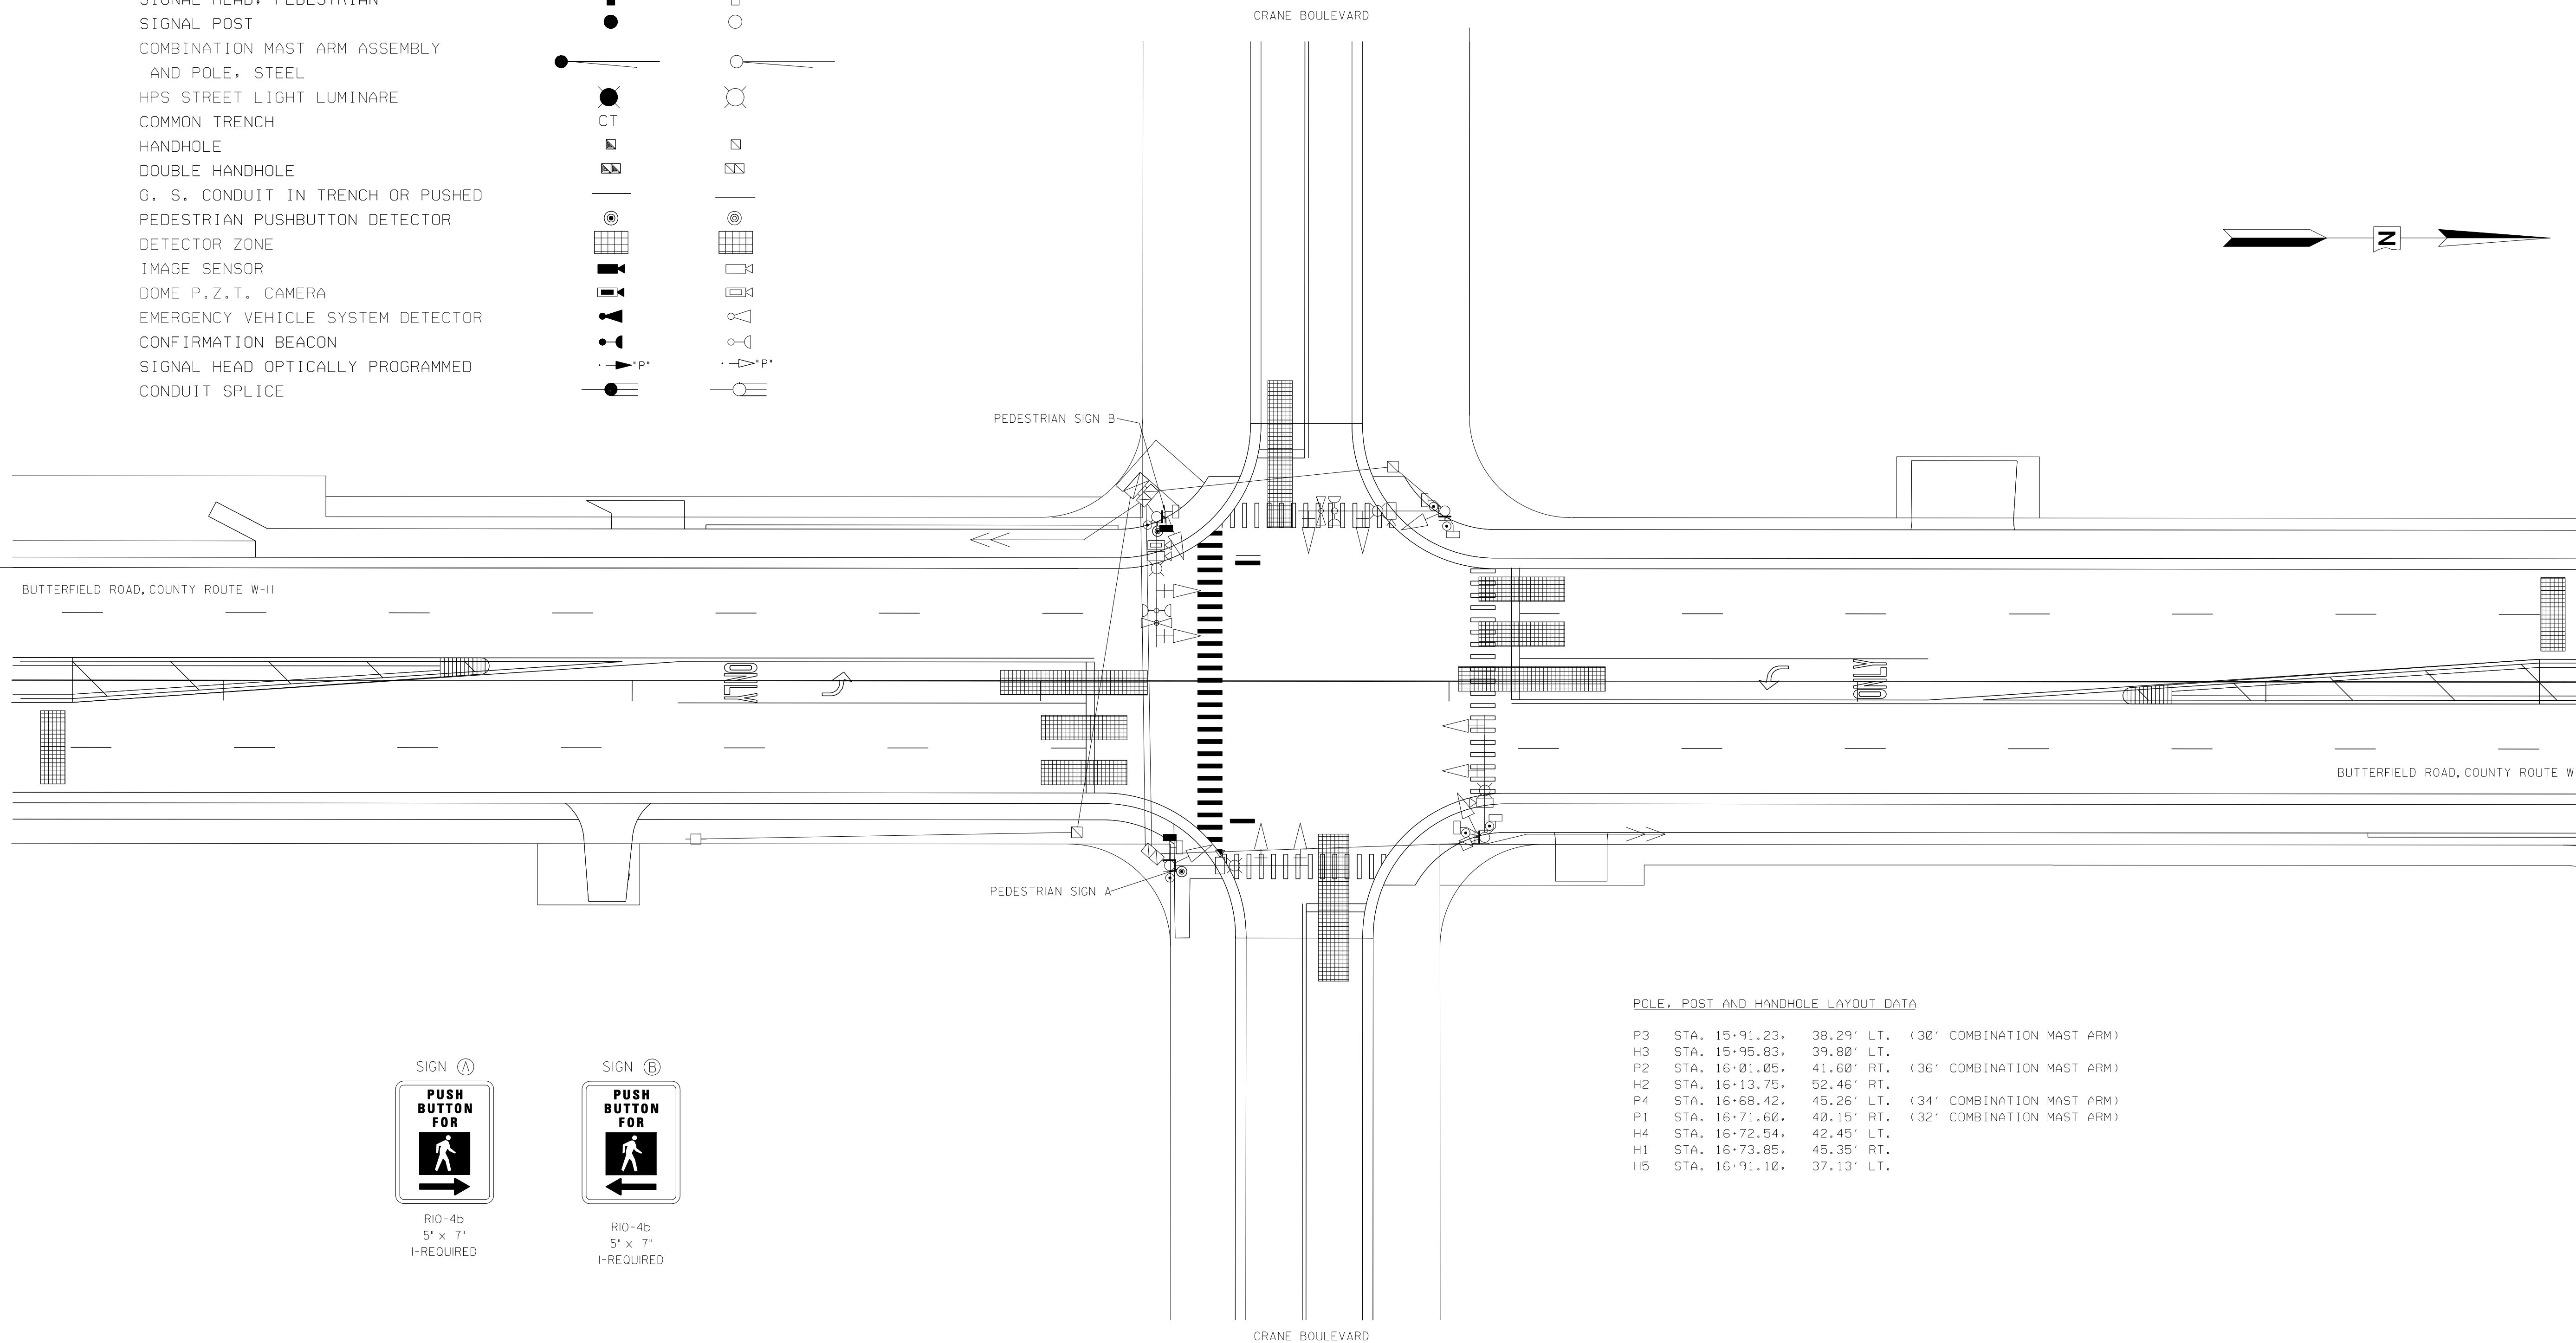 SIGNAL HEAD, PEDESTRIAN
SIGNAL POST
COMBINATION MAST ARM ASSEMBLY
AND POLE, STEEL
HPS STREET LIGHT LUMINARE
COMMON TRENCH CT
HANDHOLE
DOUBLE HANDHOLE
G. S. CONDUIT IN TRENCH OR PUSHED
PEDESTRIAN PUSHBUTTON DETECTOR
DETECTOR ZONE
IMAGE SENSOR
DOME P.Z.T. CAMERA
EMERGENCY VEHICLE SYSTEM DETECTOR
CONFIRMATION BEACON
SIGNAL HEAD OPTICALLY PROGRAMMED "P" "P"
CONDUIT SPLICE
CRANE BOULEVARD
N
PEDESTRIAN SIGN B
BUTTERFIELD ROAD, COUNTY ROUTE W-11
ONLY
ONLY
BUTTERFIELD ROAD, COUNTY ROUTE W
PEDESTRIAN SIGN A
POLE, POST AND HANDHOLE LAYOUT DATA
P3 STA. 15+91.23, 38.29' LT. (30' COMBINATION MAST ARM)
H3 STA. 15+95.83, 39.80' LT.
P2 STA. 16+01.05, 41.60' RT. (36' COMBINATION MAST ARM)
H2 STA. 16+13.75, 52.46' RT.
P4 STA. 16+68.42, 45.26' LT. (34' COMBINATION MAST ARM)
P1 STA. 16+71.60, 40.15' RT. (32' COMBINATION MAST ARM)
H4 STA. 16+72.54, 42.45' LT.
H1 STA. 16+73.85, 45.35' RT.
H5 STA. 16+91.10, 37.13' LT.
SIGN A
PUSH
BUTTON
FOR
R10-4b
5" x 7"
1-REQUIRED
SIGN B
PUSH
BUTTON
FOR
R10-4b
5" x 7"
1-REQUIRED
CRANE BOULEVARD